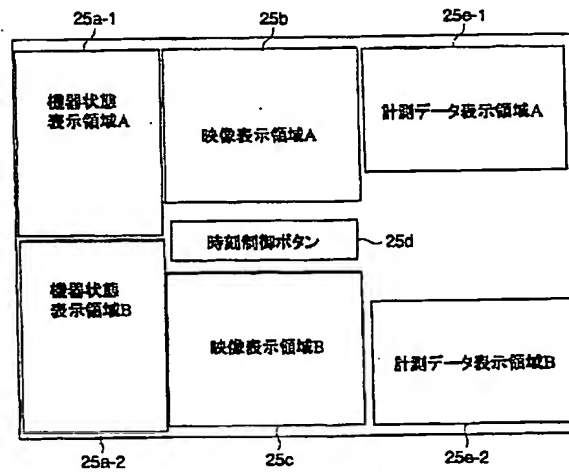 25a-1
25b
25e-1
機器状態
表示領域A
映像表示領域A
計測データ表示領域A
時刻制御ボタン
25d
機器状態
表示領域B
映像表示領域B
計測データ表示領域B
25a-2
25c
25e-2